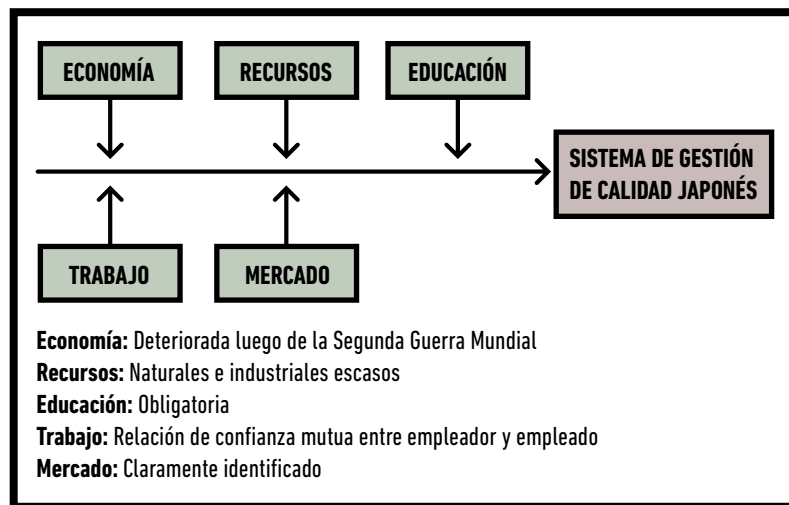 ECONOMÍA
RECURSOS
EDUCACIÓN
SISTEMA DE GESTIÓN
DE CALIDAD JAPONÉS
TRABAJO
MERCADO
Economía: Deteriorada luego de la Segunda Guerra Mundial
Recursos: Naturales e industriales escasos
Educación: Obligatoria
Trabajo: Relación de confianza mutua entre empleador y empleado
Mercado: Claramente identificado